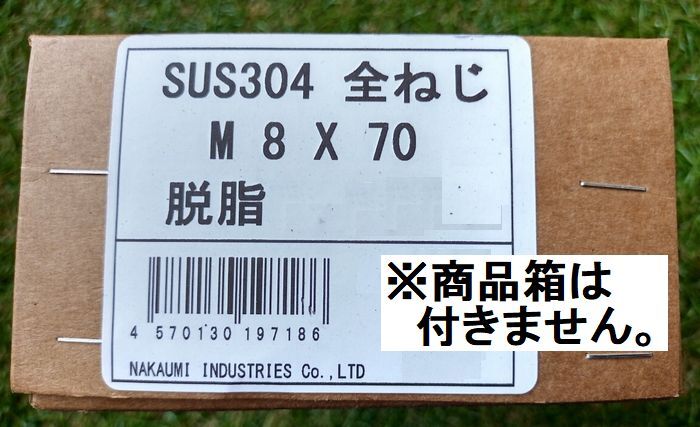 SUS304 全ねじ
M 8 X 70
脱脂
4 570130 197186
NAKAUMI INDUSTRIES Co.,LTD
※商品箱は
付きません。